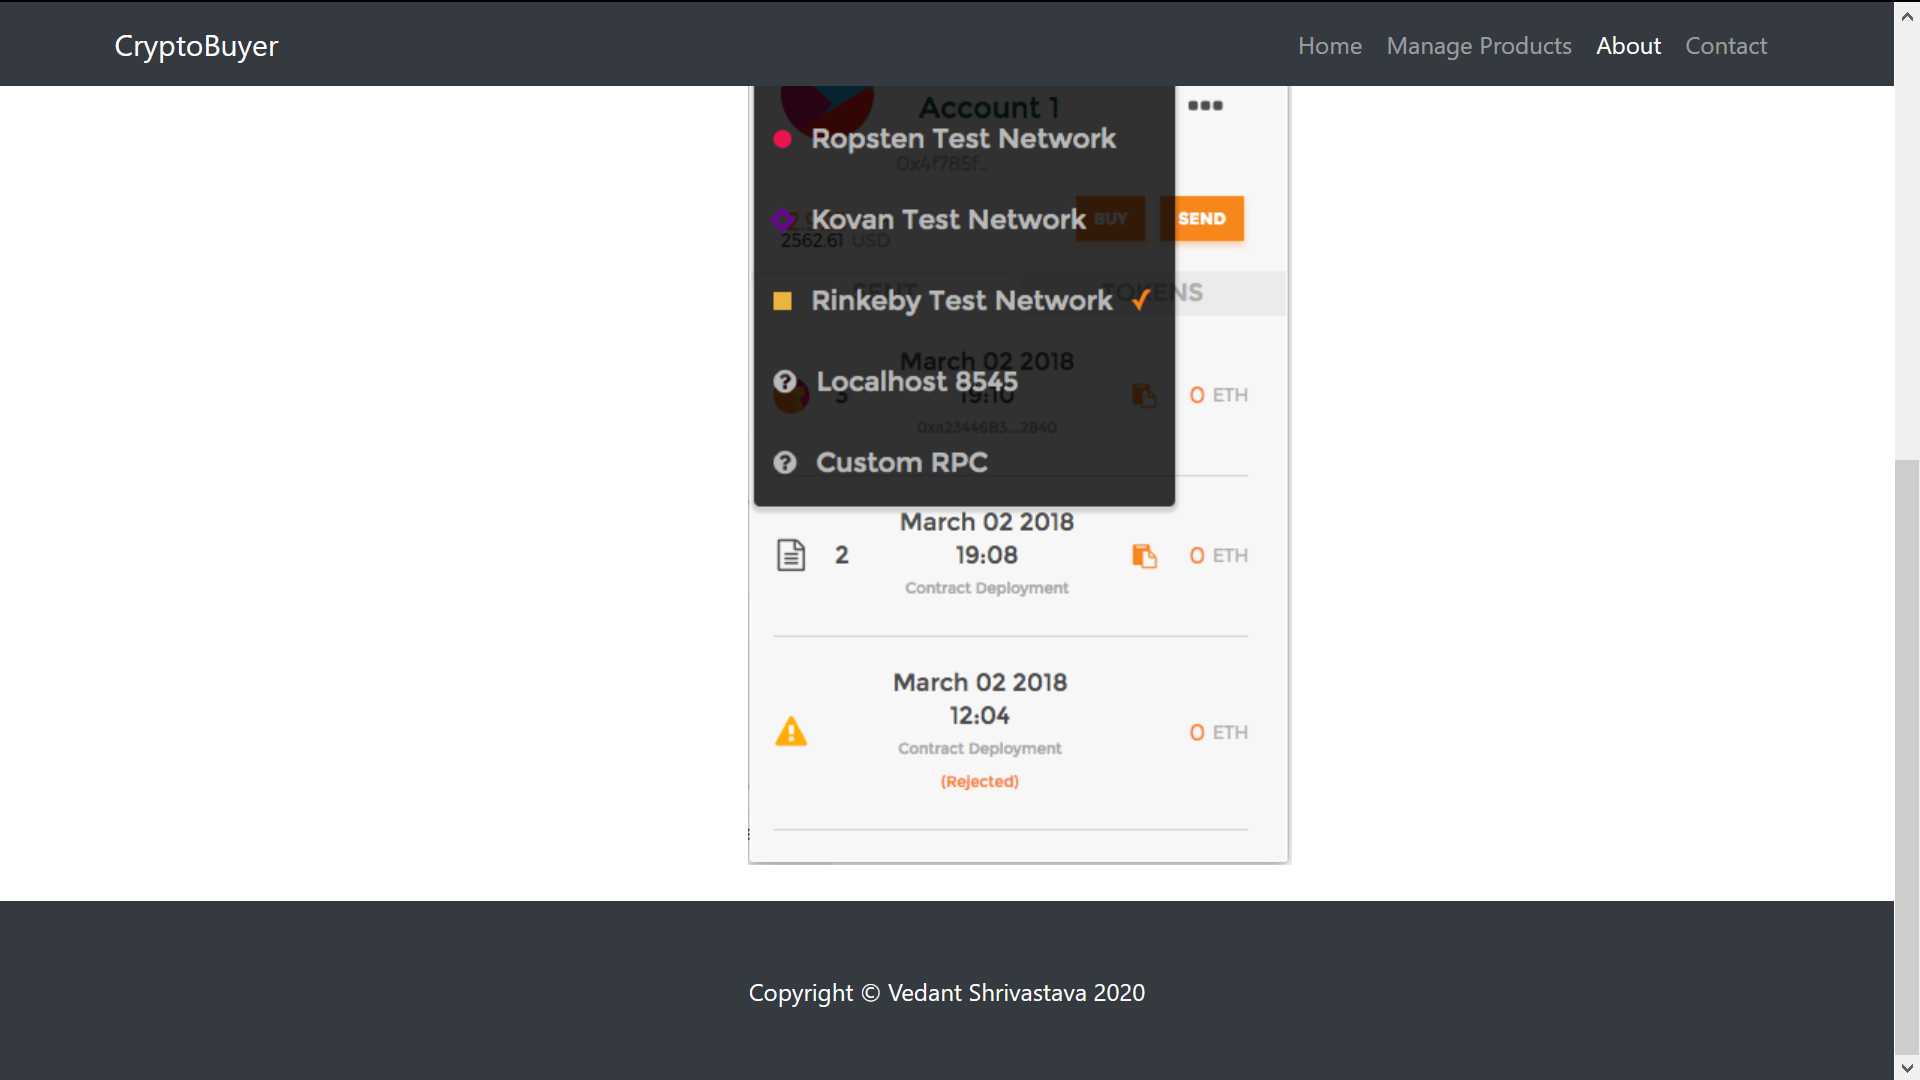 CryptoBuyer
Home Manage Products About Contact
Account 1
Ropsten Test Network
0x4f785f...
Kovan Test Network
BUY SEND
2562.61 USD
TOKENS
Rinkeby Test Network
March 02 2018
Localhost 8545
3 19:10 0 ETH
0xa23446B3...2840
Custom RPC
March 02 2018
2 19:08 0 ETH
Contract Deployment
March 02 2018
12:04
0 ETH
Contract Deployment
(Rejected)
Copyright © Vedant Shrivastava 2020